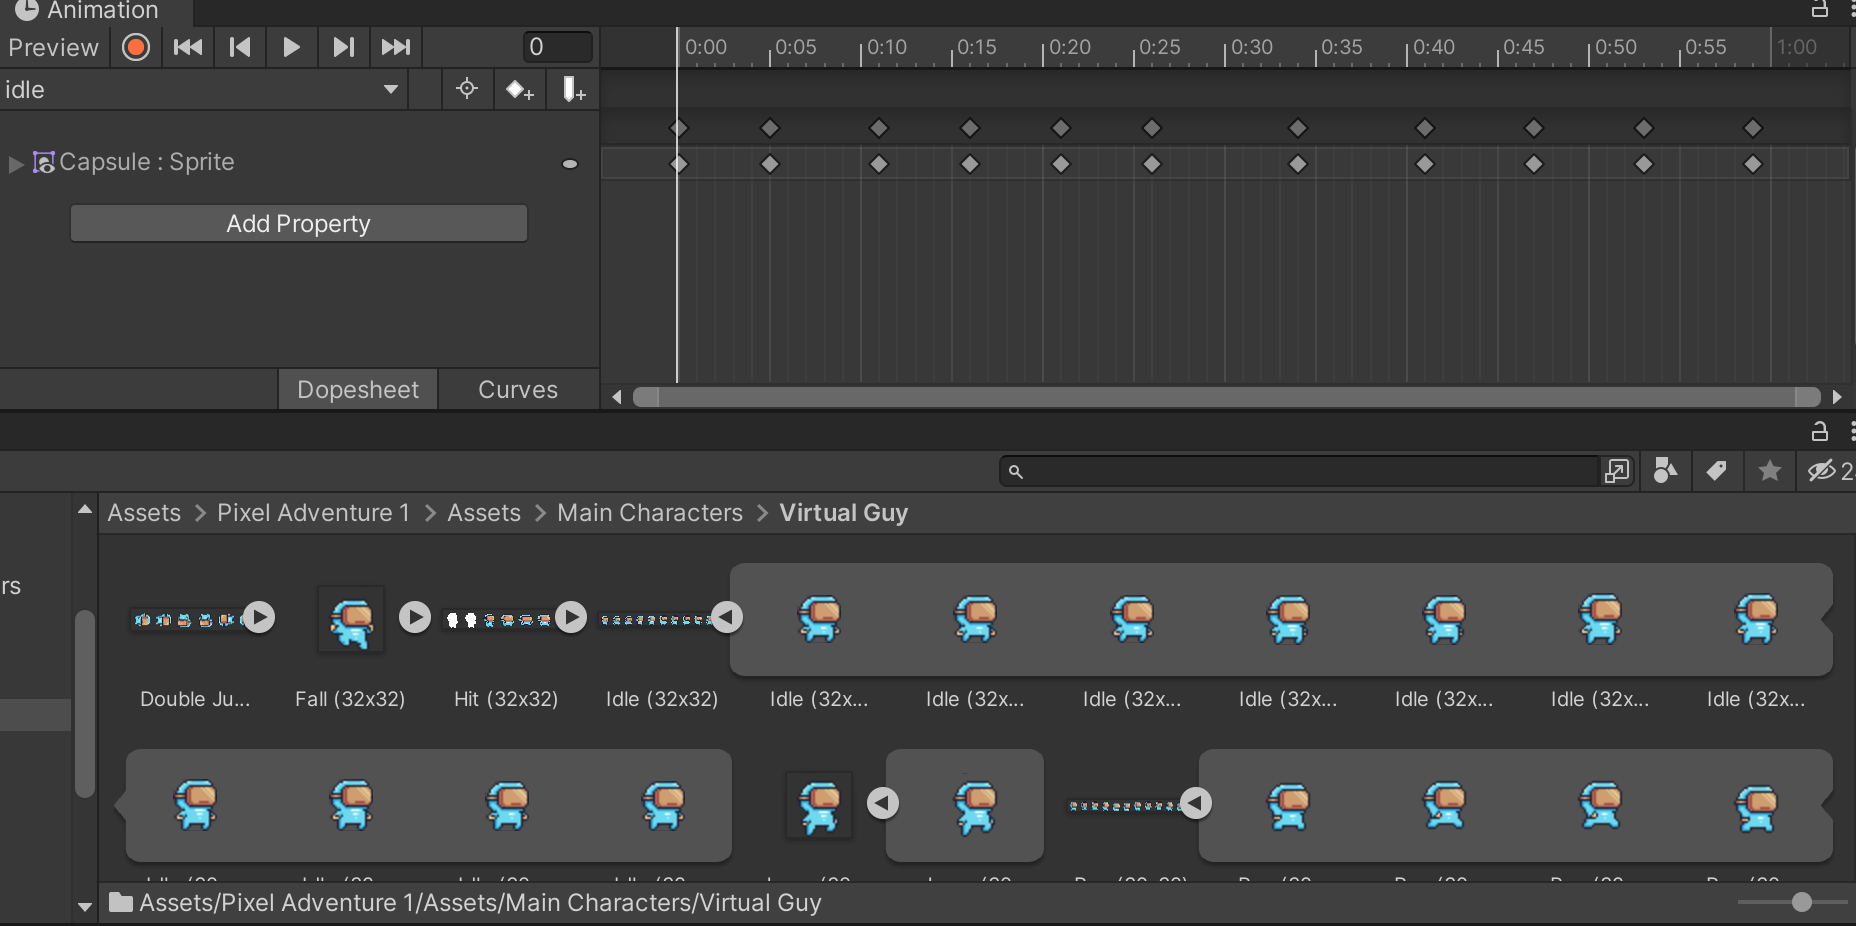 Animation
Preview 0 0:00 0:05 0:10 0:15 0:20 0:25 0:30 0:35 0:40 0:45 0:50 0:55 1:00
idle
Capsule : Sprite
Add Property
Dopesheet Curves
2
rs
Assets > Pixel Adventure 1 > Assets > Main Characters > Virtual Guy
Double Ju... Fall (32x32) Hit (32x32) Idle (32x32) Idle (32x... Idle (32x... Idle (32x... Idle (32x... Idle (32x... Idle (32x... Idle (32x...
Assets/Pixel Adventure 1/Assets/Main Characters/Virtual Guy